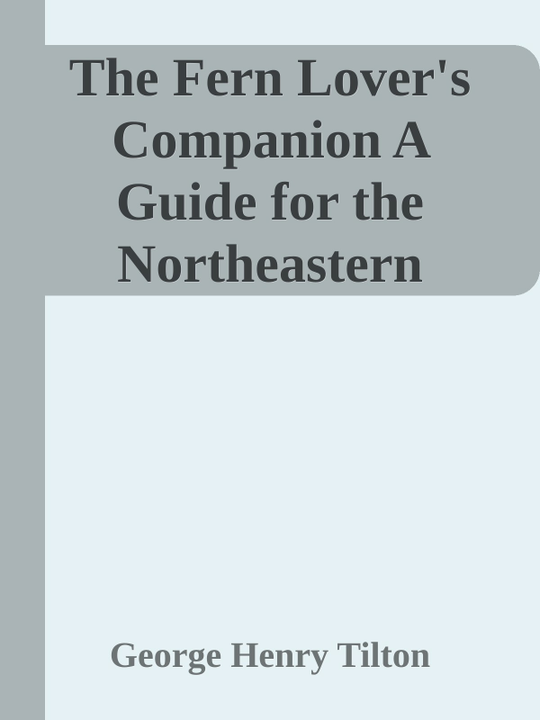 The Fern Lover's
Companion A
Guide for the
Northeastern
George Henry Tilton